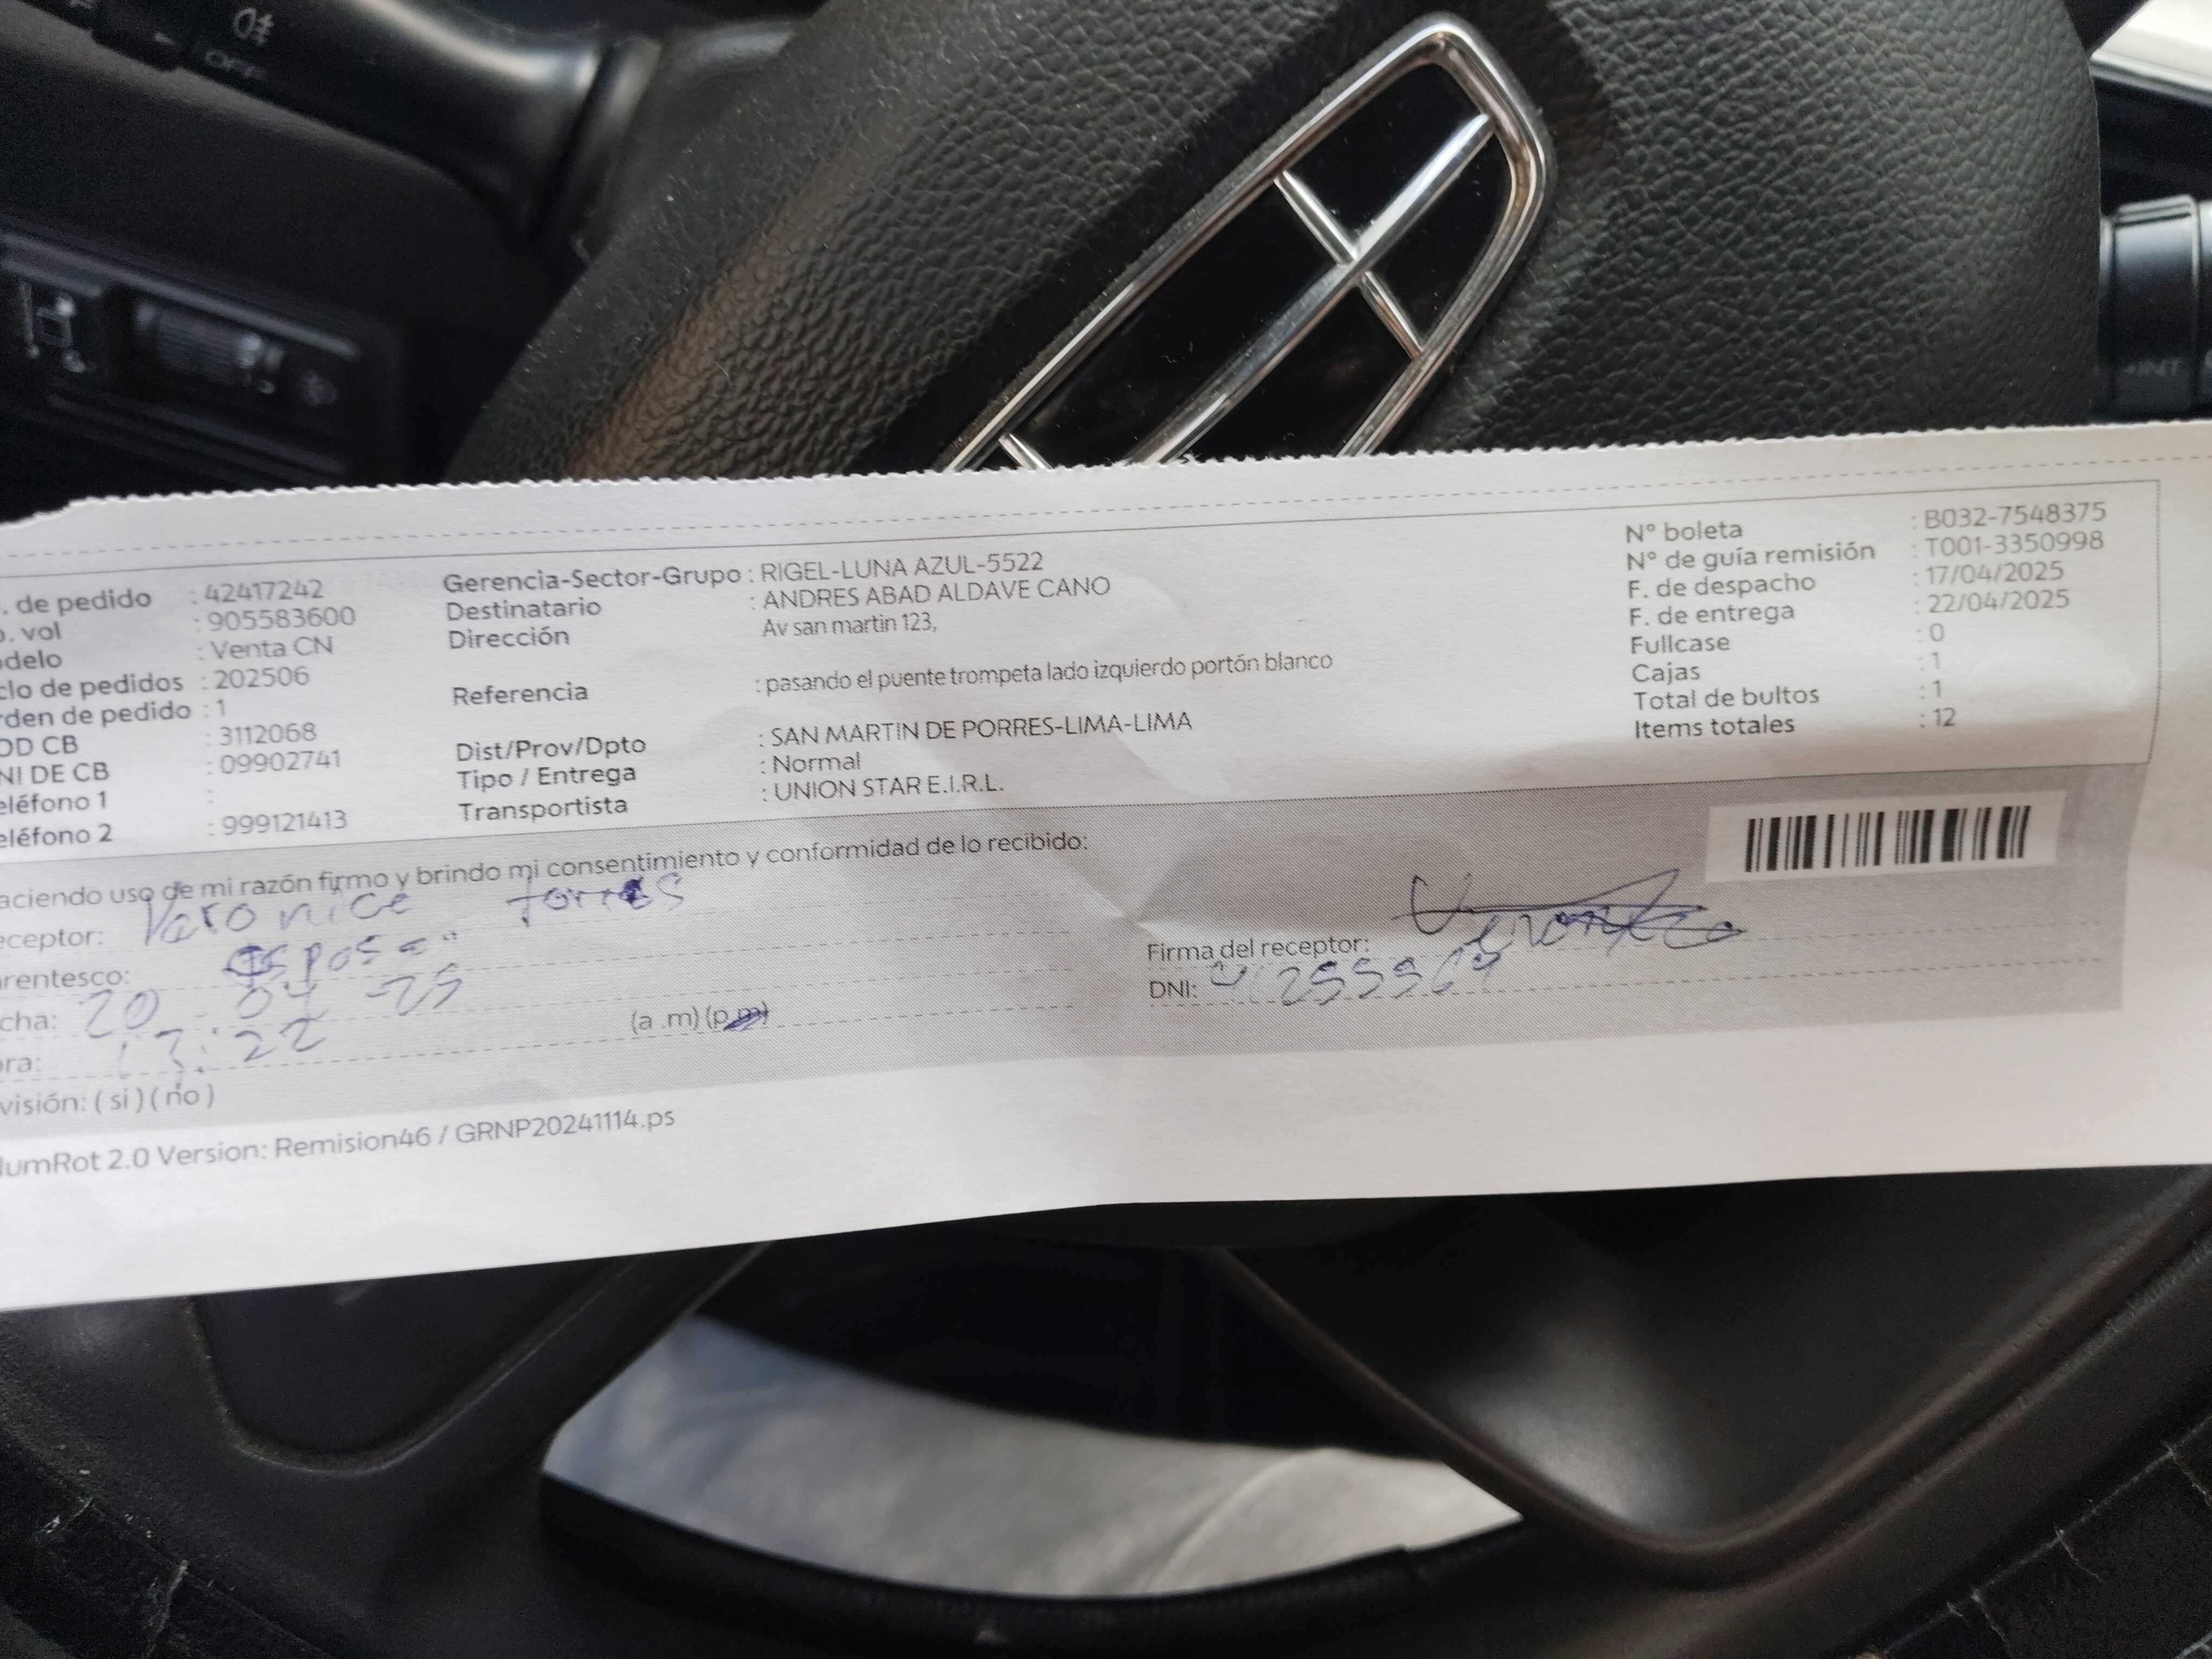 OFF
. de pedido : 42417242
o. vol : 905583600
odelo : Venta CN
clo de pedidos : 202506
rden de pedido : 1
OD CB : 3112068
NI DE CB : 09902741
eléfono 1 :
eléfono 2 : 999121413
Gerencia-Sector-Grupo : RIGEL-LUNA AZUL-5522
Destinatario : ANDRES ABAD ALDAVE CANO
Dirección Av san martin 123,
Referencia : pasando el puente trompeta lado izquierdo portón blanco
Dist/Prov/Dpto : SAN MARTIN DE PORRES-LIMA-LIMA
Tipo / Entrega : Normal
Transportista : UNION STAR E.I.R.L.
N° boleta : B032-7548375
N° de guía remisión : T001-3350998
F. de despacho : 17/04/2025
F. de entrega : 22/04/2025
Fullcase : 0
Cajas : 1
Total de bultos : 1
Items totales : 12
aciendo uso de mi razón firmo y brindo mi consentimiento y conformidad de lo recibido:
eceptor: Veronice torres
arentesco: esposa
cha: 20 - 04 -25
ora: 13:22 (a .m) (p.m)
visión: ( si ) ( no )
Firma del receptor: Veronica
DNI:
NumRot 2.0 Version: Remision46 / GRNP20241114.ps